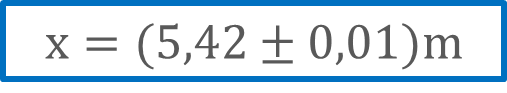 x = (5,42 ± 0,01)m